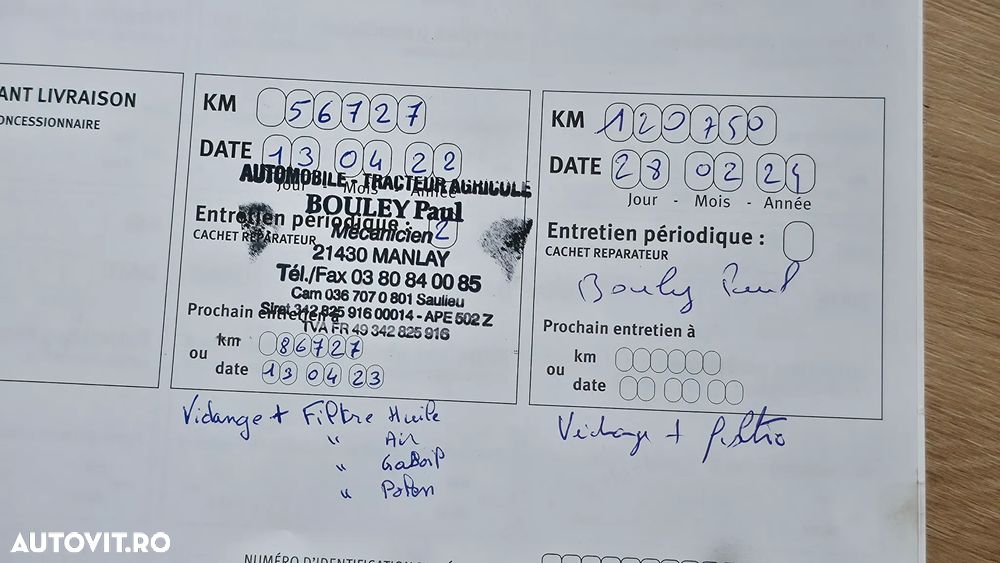 ANT LIVRAISON
ONCESSIONNAIRE
KM 56727
DATE 13 04 22
Jour - Mois - Année
AUTOMOBILE - TRACTEUR AGRICOLE
BOULEY Paul
Entretien périodique : 2
Mécanicien
CACHET REPARATEUR
21430 MANLAY
Tél./Fax 03 80 84 00 85
Cam 036 707 0 801 Saulieu
Siret 342 825 916 00014 - APE 502 Z
Prochain entretien à
TVA FR 49 342 825 916
km 86727
ou
date 13 04 23
Vidange + Filtre Huile
" Air
" Gasoil
" Pollen
KM 120750
DATE 28 02 24
Jour - Mois - Année
Entretien périodique :
CACHET REPARATEUR
Bouley Paul
Prochain entretien à
km
ou
date
Vidange + filtre
NUMÉRO D'IDENTIFICATION
AUTOVIT.RO